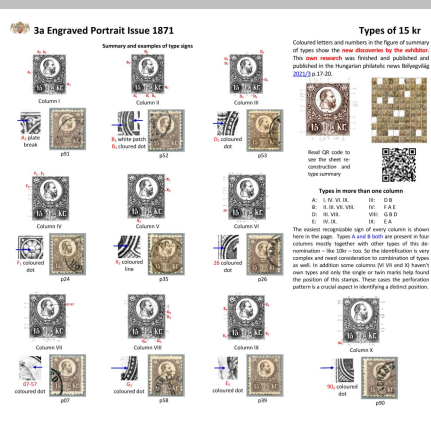 3a Engraved Portrait Issue 1871
Types of 15 kr
Summary and examples of type signs
Column I
Column II
Column III
A₂ plate
break
p91
B₁ white patch
B₄ cloured dot
p52
D₂ coloured
dot
p53
Column IV
Column V
Column VI
F₁ coloured
dot
p24
line
p35
26 coloured
dot
p26
Column VII
Column VIII
Column IX
07-57
coloured dot
p07
coloured dot
p58
coloured dot
p39
Coloured letters and numbers in the figure of summary
of types show the new discoveries by the exhibitor.
This own research was finished and published and
published in the Hungarian philatelic news Bélyegvilág
2021/3 p.17-20.
Read QR code to
see the sheet re-
construction and
type summary
Types in more than one column
A: I. IV. VI. IX. III: D B
B: II. III. VII. VIII. IV: F A E
D: III. VIII. VIII: G B D
E: IV. IX. IX: E A
The easiest recognizable sign of every column is shown
here in the page. Types A and B both are present in four
columns mostly together with other types of this de-
nomination – like 10kr – too. So the identification is very
complex and need consideration to combination of types
as well. In addition some columns (VI VII and X) haven't
own types and only the single or twin marks help found
the position of this stamps. These cases the perforation
pattern is a crucial aspect in identifying a distinct position.
Column X
90₄ coloured
dot
p90